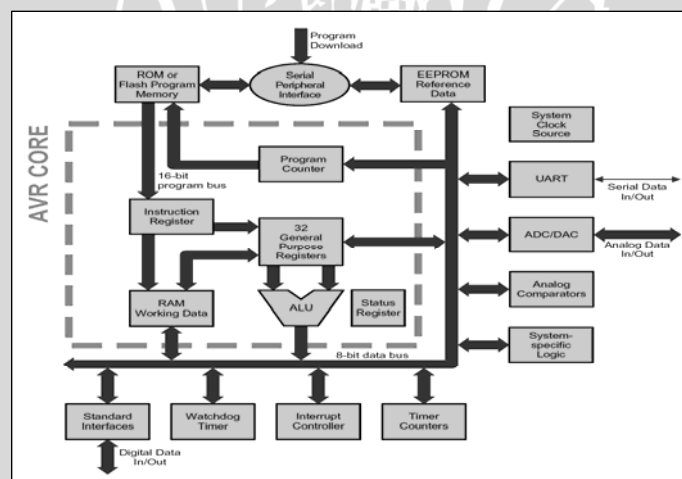 Program
Download
ROM or
Flash Program
Memory
Serial
Peripheral
Interface
EEPROM
Reference
Data
System
Clock
Source
AVR CORE
16-bit
program bus
Program
Counter
UART
Serial Data
In/Out
Instruction
Register
32
General
Purpose
Registers
ADC/DAC
Analog Data
In/Out
RAM
Working Data
ALU
Status
Register
Analog
Comparators
8-bit data bus
System-
specific
Logic
Standard
Interfaces
Watchdog
Timer
Interrupt
Controller
Timer
Counters
Digital Data
In/Out